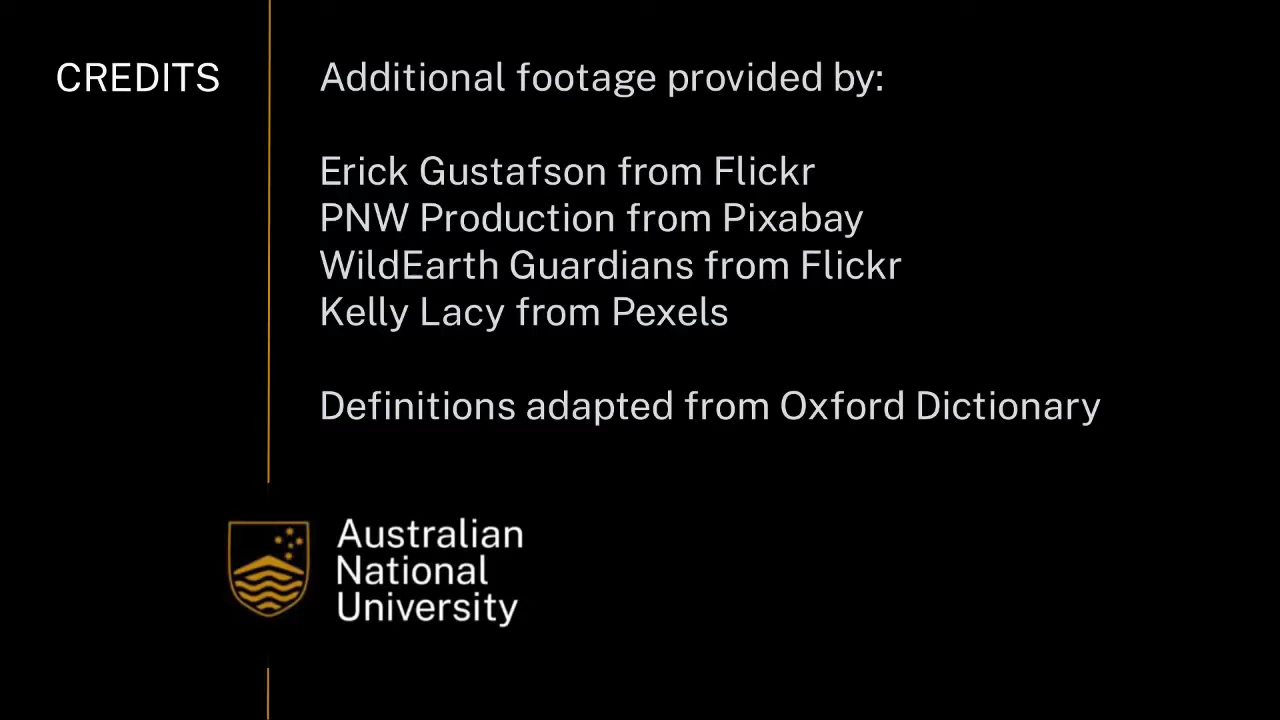 CREDITS
Additional footage provided by:
Erick Gustafson from Flickr
PNW Production from Pixabay
WildEarth Guardians from Flickr
Kelly Lacy from Pexels
Definitions adapted from Oxford Dictionary
Australian
National
University